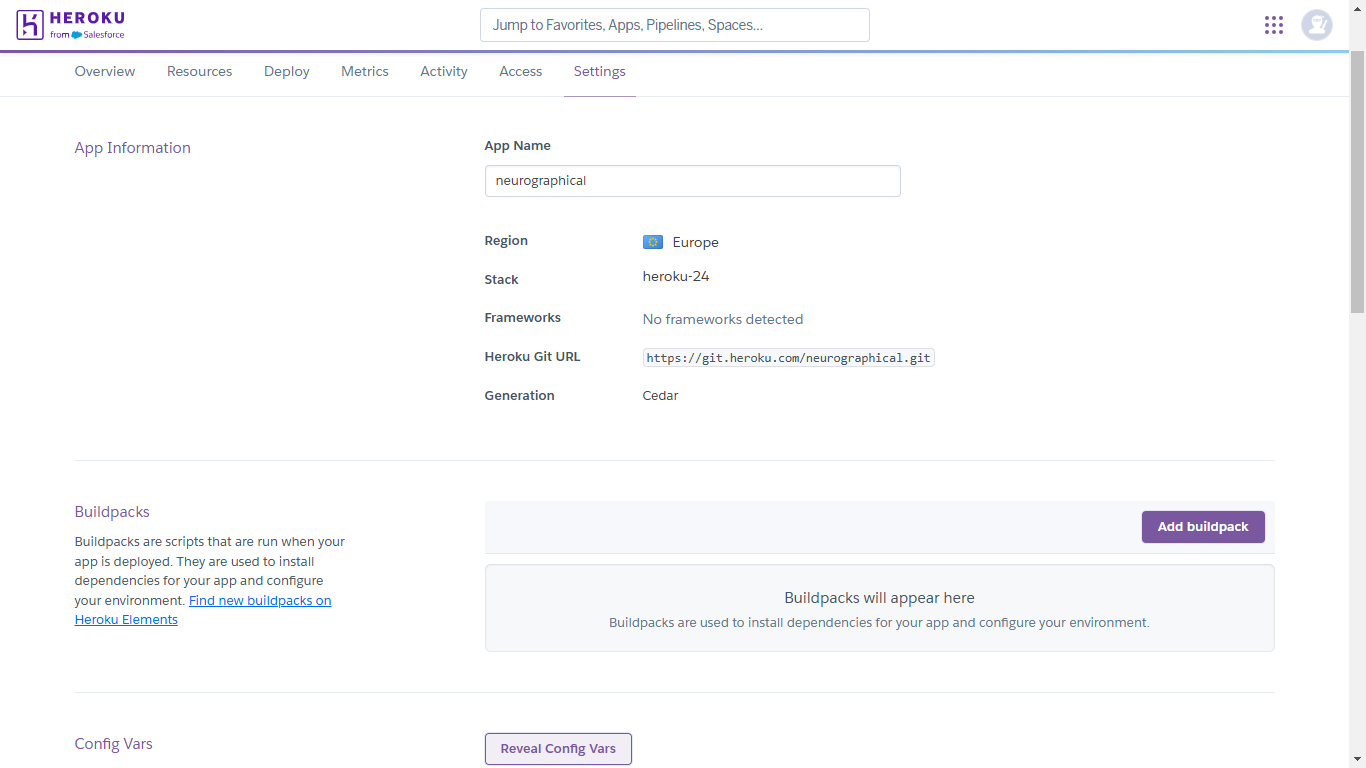 HEROKU
from Salesforce
Jump to Favorites, Apps, Pipelines, Spaces...
Overview Resources Deploy Metrics Activity Access Settings
App Information
App Name
neurographical
Region Europe
Stack heroku-24
Frameworks No frameworks detected
Heroku Git URL https://git.heroku.com/neurographical.git
Generation Cedar
Buildpacks
Buildpacks are scripts that are run when your
app is deployed. They are used to install
dependencies for your app and configure
your environment. Find new buildpacks on
Heroku Elements
Add buildpack
Buildpacks will appear here
Buildpacks are used to install dependencies for your app and configure your environment.
Config Vars
Reveal Config Vars